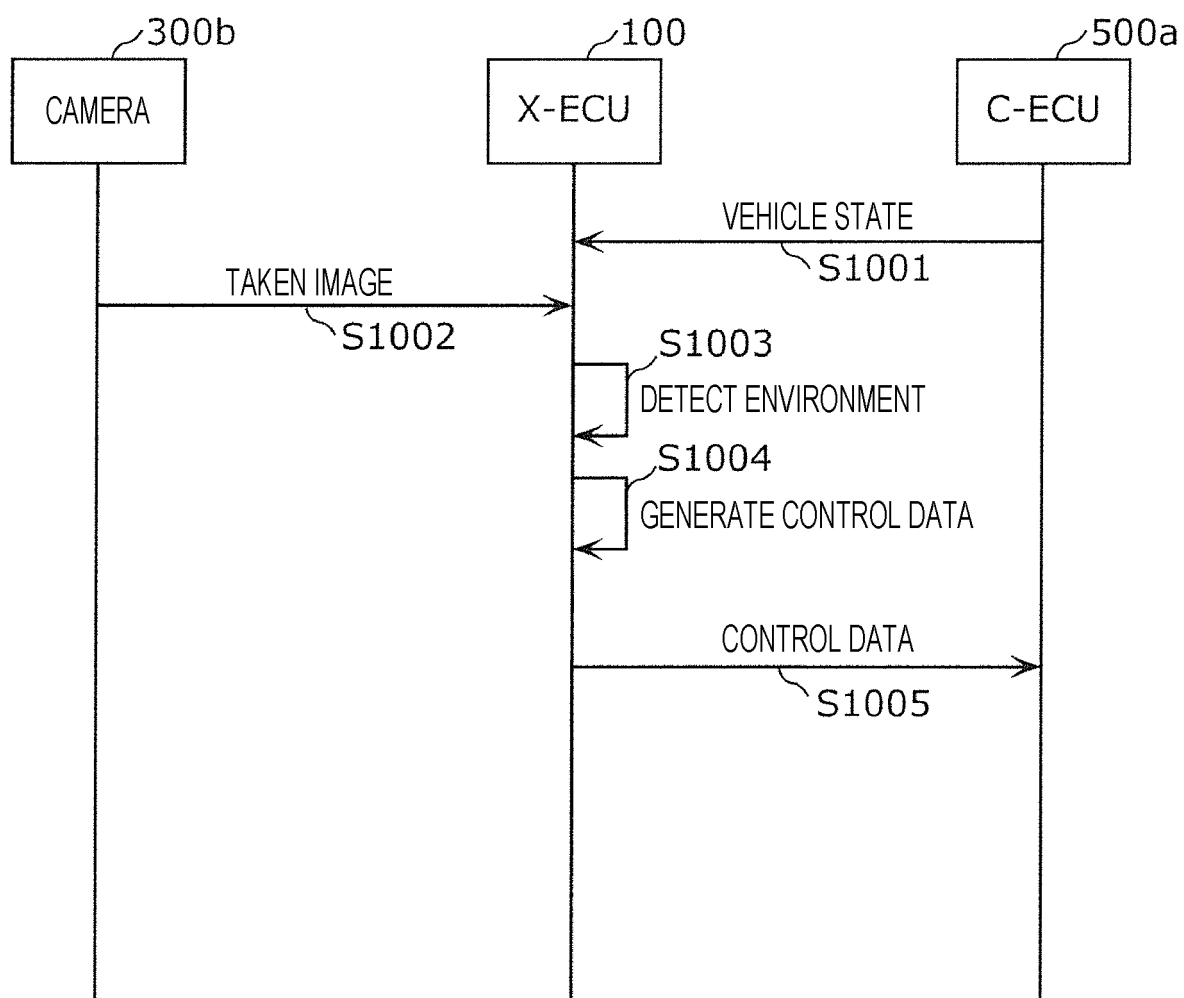 300b
100
500a
CAMERA
X-ECU
C-ECU
VEHICLE STATE
S1001
TAKEN IMAGE
S1002
S1003
DETECT ENVIRONMENT
S1004
GENERATE CONTROL DATA
CONTROL DATA
S1005